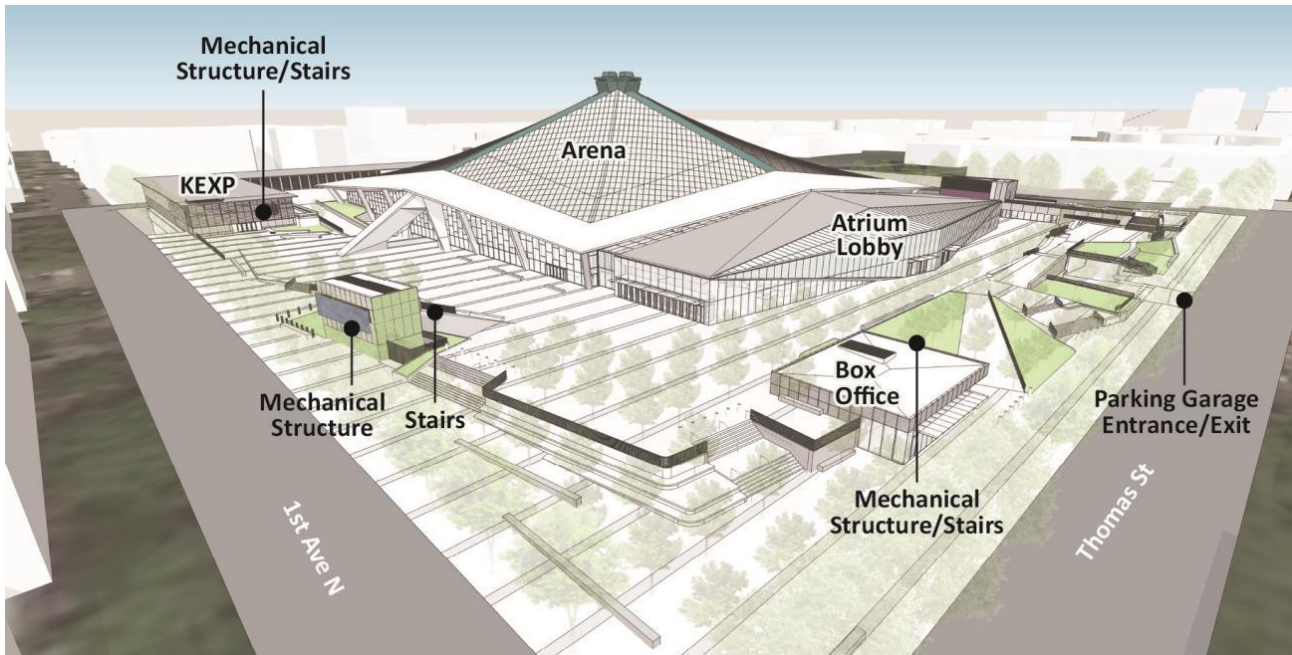 Mechanical
Structure/Stairs
Arena
KEXP
Atrium
Lobby
Box
Office
Mechanical
Structure
Stairs
Parking Garage
Entrance/Exit
Mechanical
Structure/Stairs
1st Ave N
Thomas St